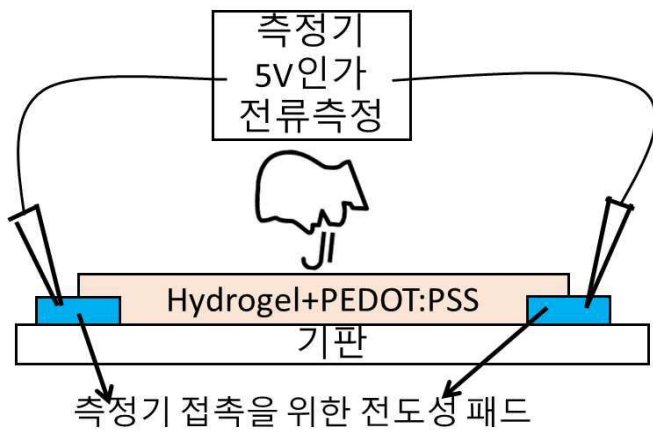 측정기
5V인가
전류측정
Hydrogel+PEDOT:PSS
기판
측정기 접촉을 위한 전도성 패드